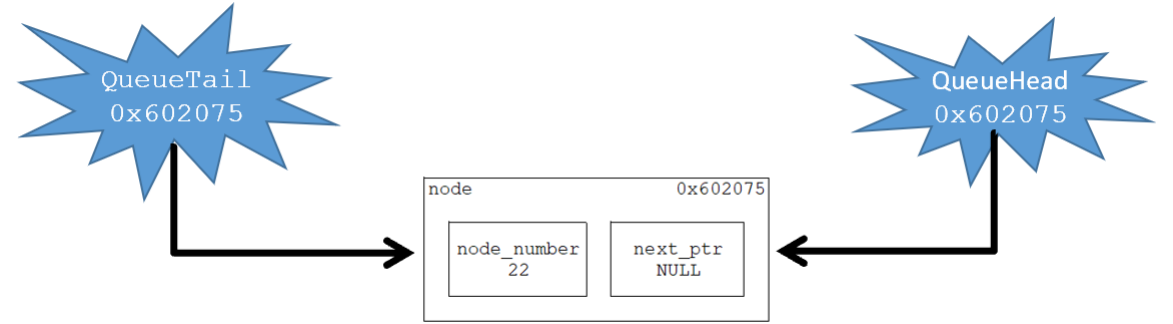 QueueTail
0x602075
QueueHead
0x602075
node 0x602075
node_number
22
next_ptr
NULL